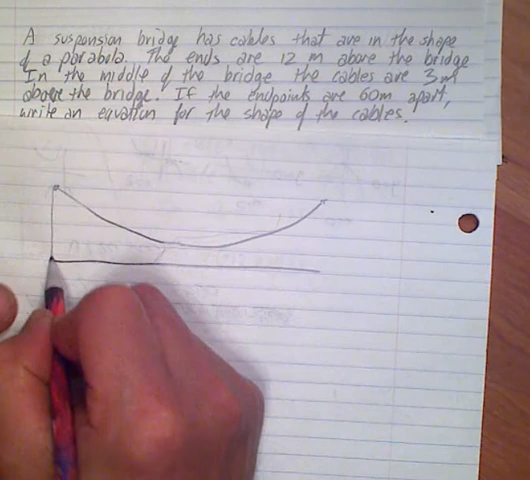 A suspension bridge has cables that are in the shape
of a parabola. The ends are 12 m above the bridge
In the middle of the bridge the cables are 3m
above the bridge. If the endpoints are 60m apart,
write an equation for the shape of the cables.